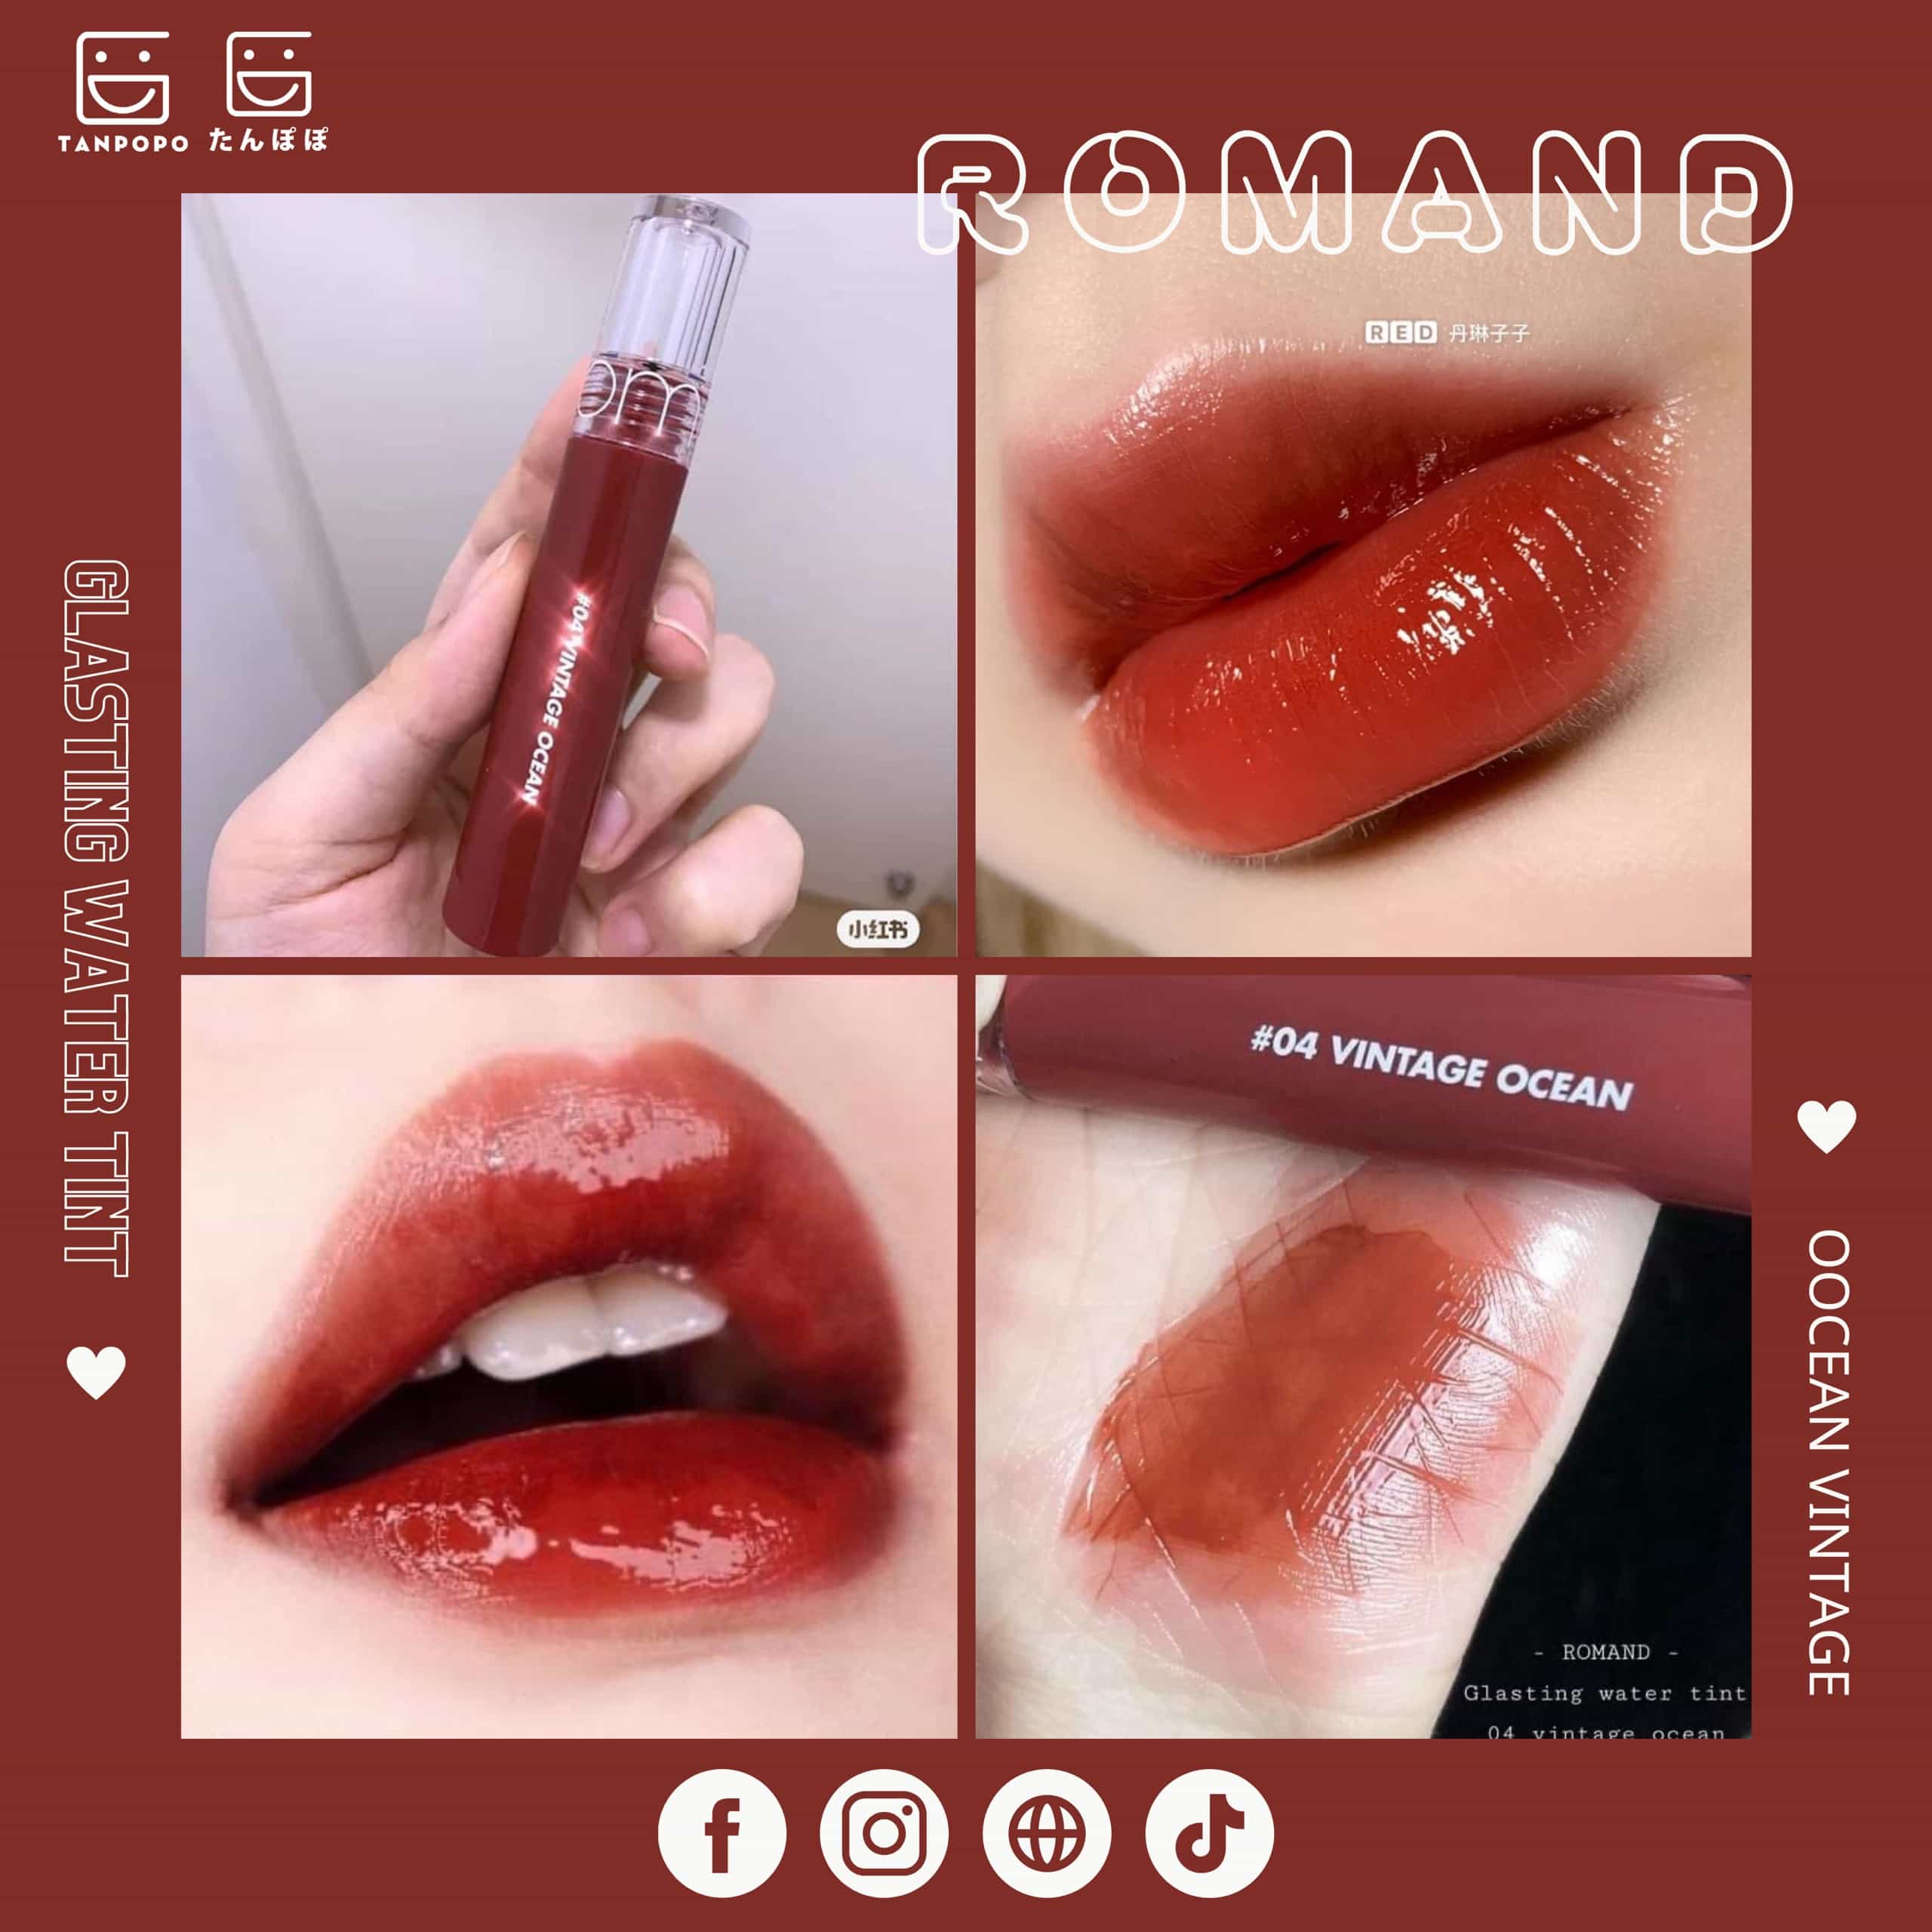 TANPOPO たんぽぽ
ROMAND
GLASTING WATER TINT
om
#04 VINTAGE OCEAN
小红书
RED 丹琳子子
#04 VINTAGE OCEAN
- ROMAND -
Glasting water tint
04 vintage ocean
OOCEAN VINTAGE